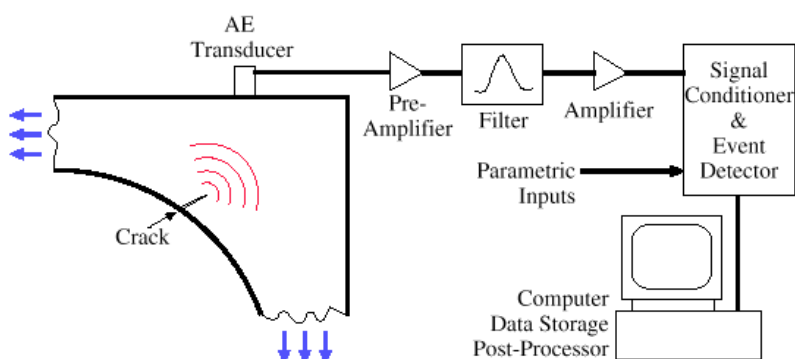 AE
Transducer
Pre-
Amplifier
Filter
Amplifier
Signal
Conditioner
&
Event
Detector
Parametric
Inputs
Crack
Computer
Data Storage
Post-Processor